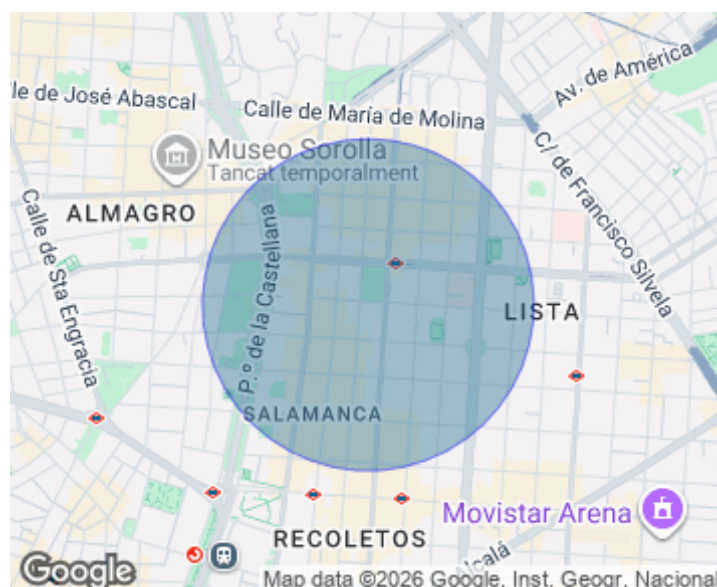 Av. de América
lle de José Abascal
Calle de María de Molina
Museo Sorolla
Tancat temporalment
C/ de Francisco Silvela
ALMAGRO
Calle de Sta Engracia
P.º de la Castellana
LISTA
SALAMANCA
Movistar Arena
RECOLETOS
Alcalá
Google
Map data ©2026 Google, Inst. Geogr. Nacional